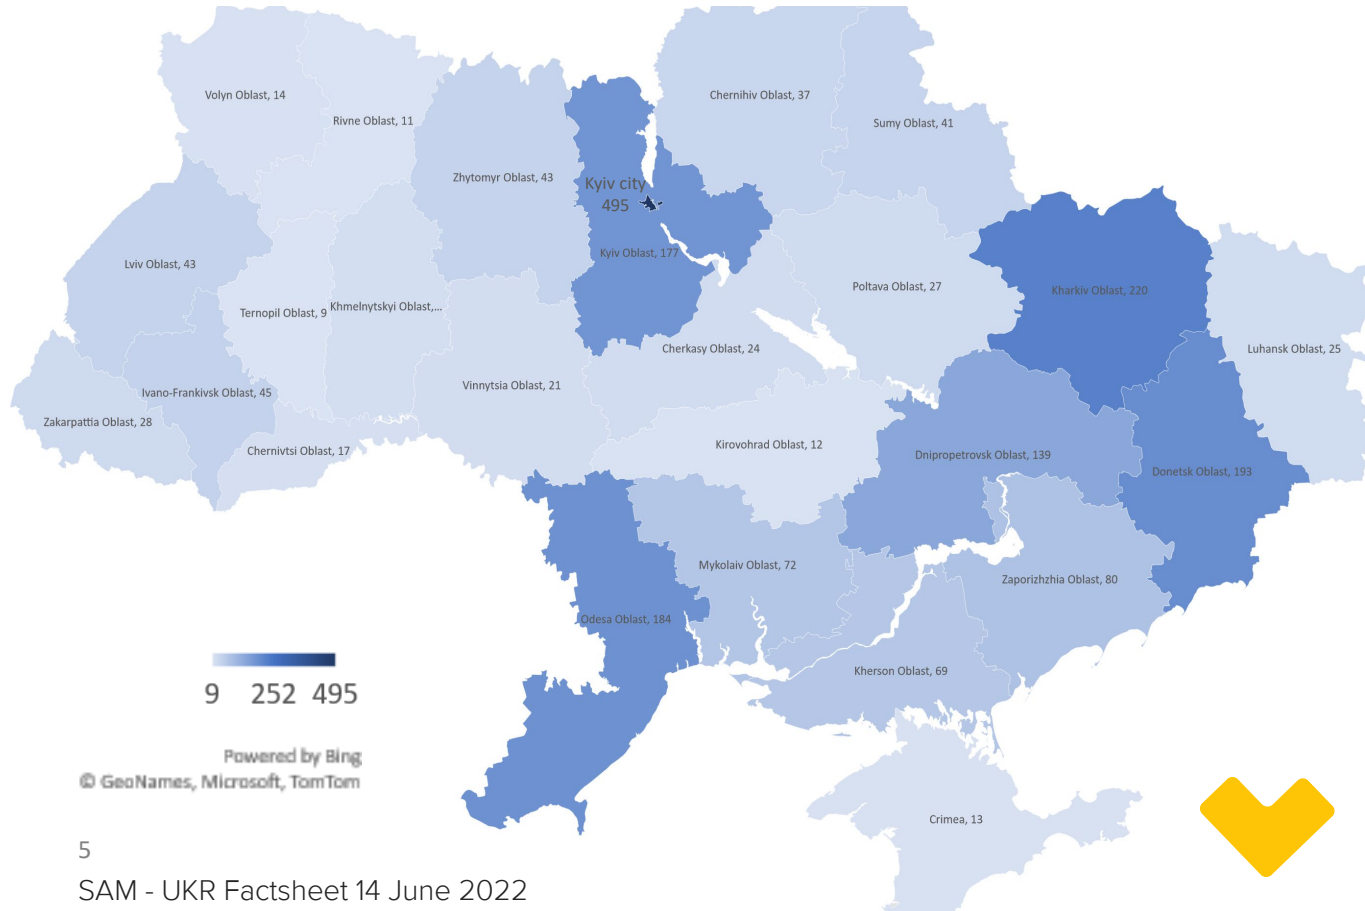 Volyn Oblast, 14
Rivne Oblast, 11
Chernihiv Oblast, 37
Sumy Oblast, 41
Zhytomyr Oblast, 43
Kyiv city
495
Kyiv Oblast, 177
Lviv Oblast, 43
Ternopil Oblast, 9
Khmelnytskyi Oblast,...
Poltava Oblast, 27
Kharkiv Oblast, 220
Luhansk Oblast, 25
Cherkasy Oblast, 24
Vinnytsia Oblast, 21
Ivano-Frankivsk Oblast, 45
Zakarpattia Oblast, 28
Chernivtsi Oblast, 17
Kirovohrad Oblast, 12
Dnipropetrovsk Oblast, 139
Donetsk Oblast, 193
Mykolaiv Oblast, 72
Zaporizhzhia Oblast, 80
Odesa Oblast, 184
Kherson Oblast, 69
Crimea, 13
9 252 495
Powered by Bing
© GeoNames, Microsoft, TomTom
5
SAM - UKR Factsheet 14 June 2022